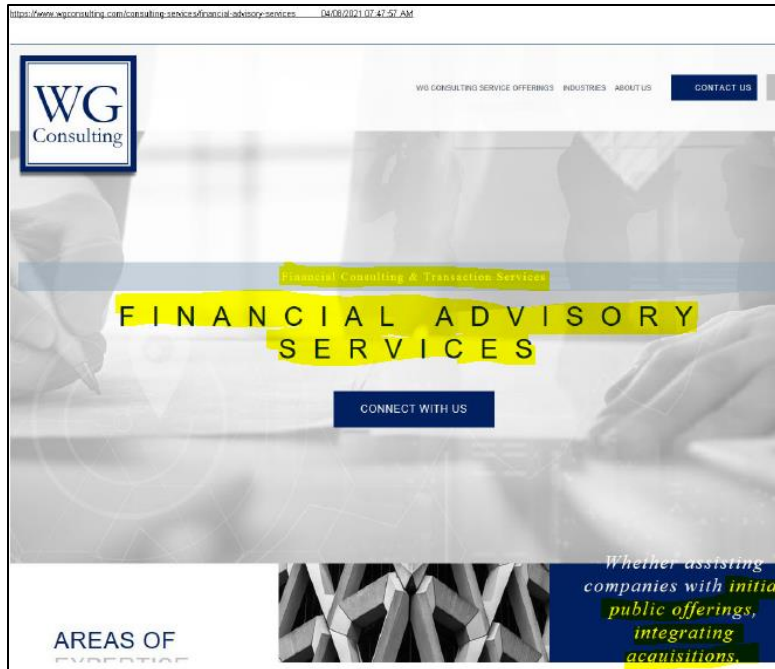 https://www.wgconsulting.com/consulting-services/financial-advisory-services 04/08/2021 07:47:57 AM
WG
Consulting
WG CONSULTING SERVICE OFFERINGS INDUSTRIES ABOUT US CONTACT US
Financial Consulting & Transaction Services
FINANCIAL ADVISORY
SERVICES
CONNECT WITH US
Whether assisting
companies with initia
public offerings,
integrating
acquisitions,
AREAS OF
EXPERTISE